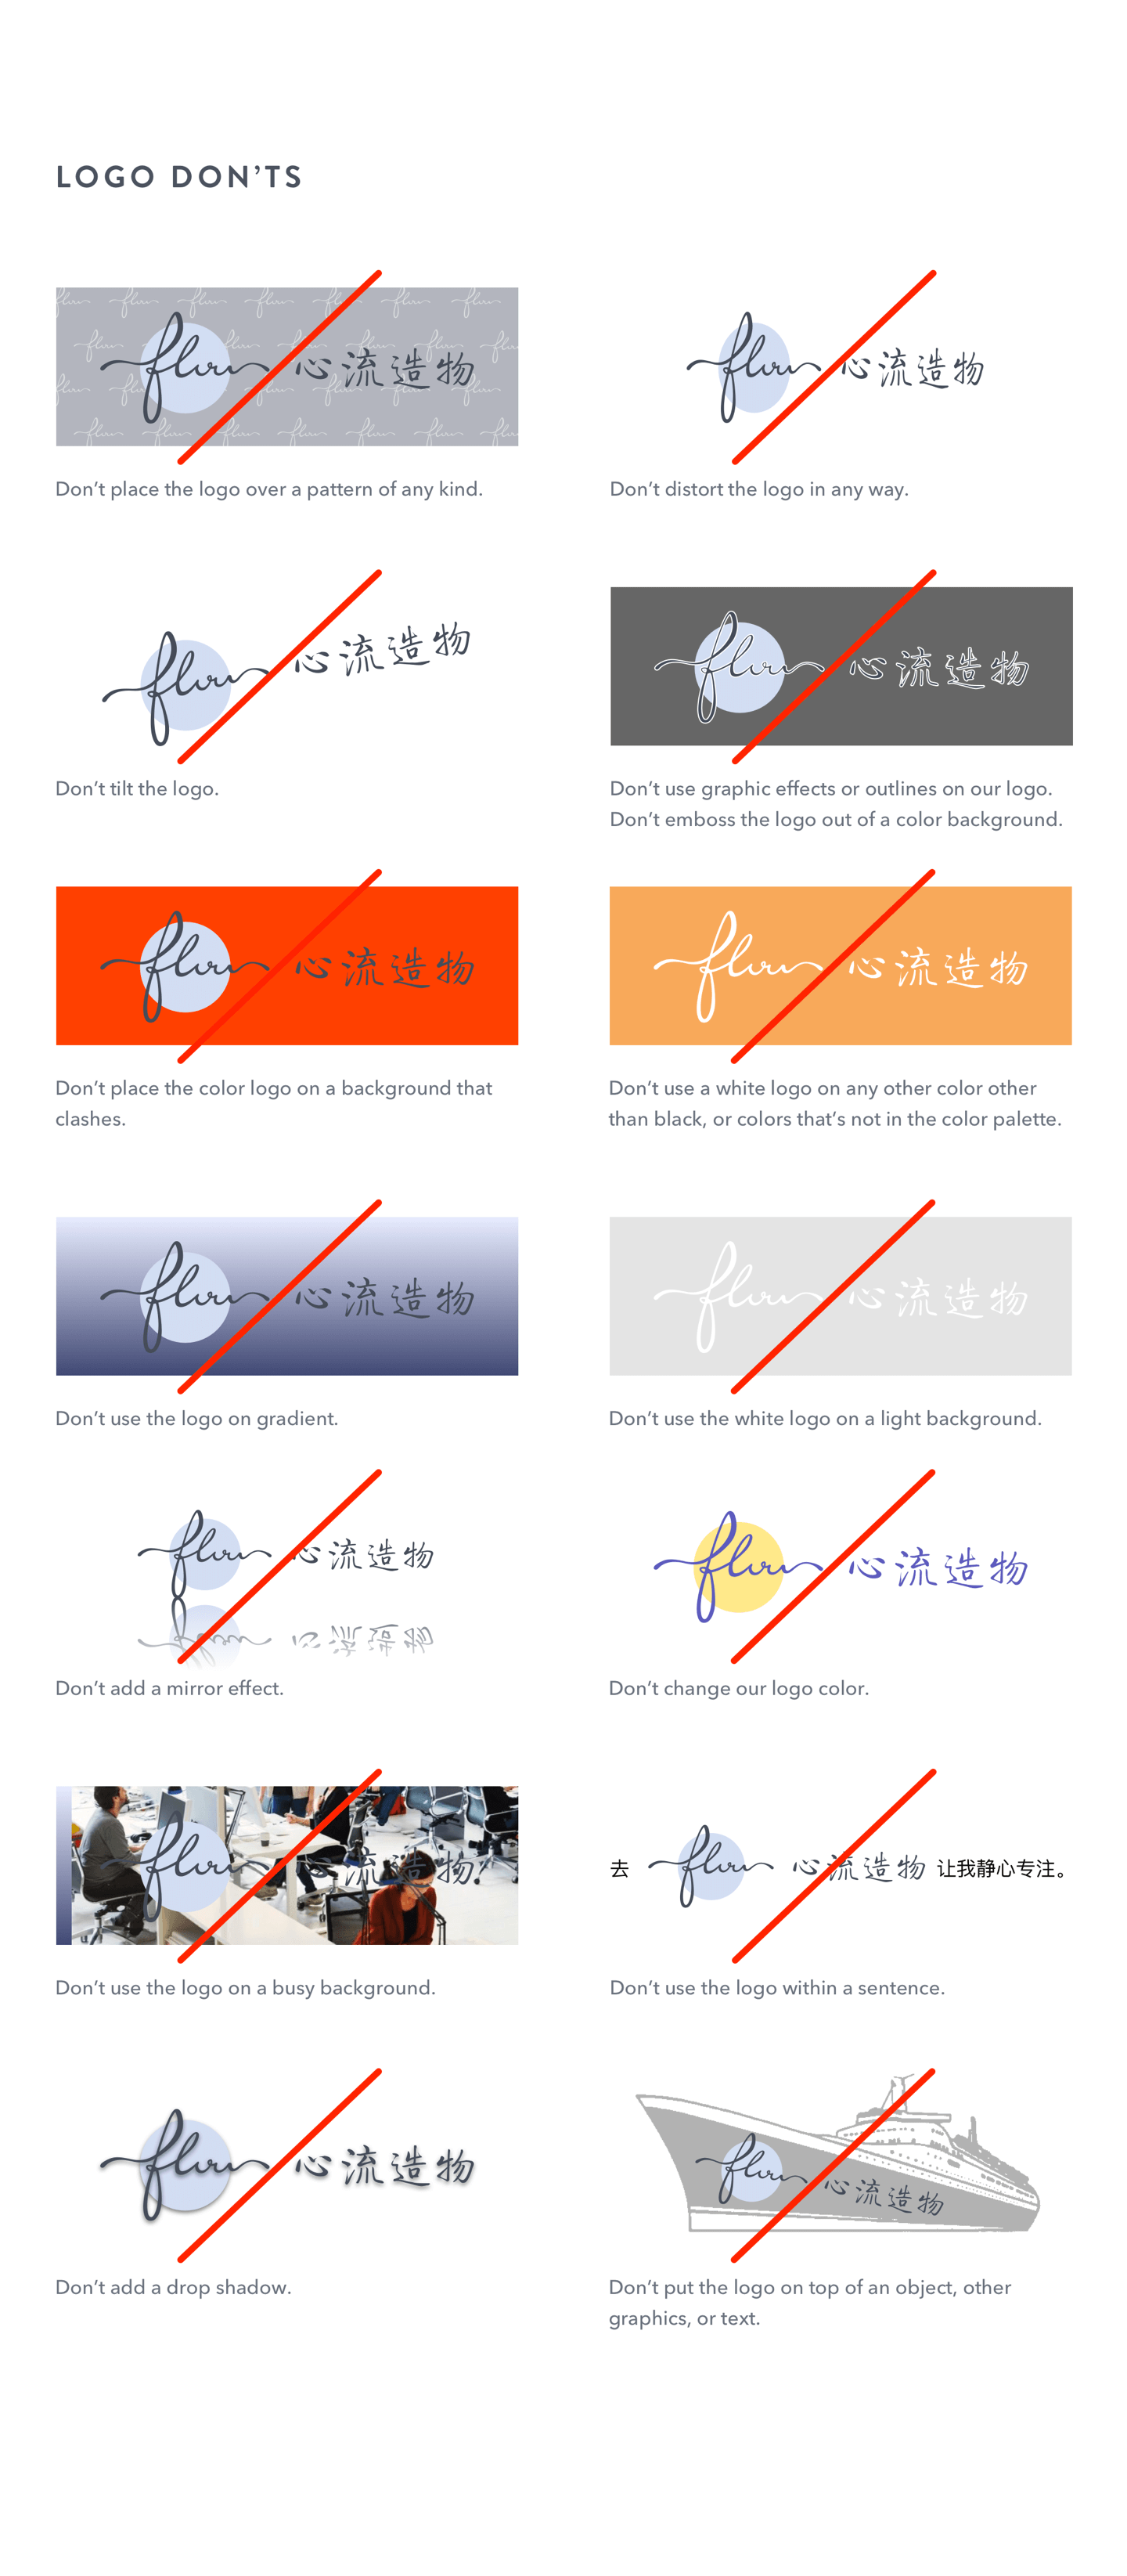 LOGO DON’TS
flow 心流造物
flow 心流造物
Don’t place the logo over a pattern of any kind.
Don’t distort the logo in any way.
flow 心流造物
flow 心流造物
Don’t tilt the logo.
Don’t use graphic effects or outlines on our logo.
Don’t emboss the logo out of a color background.
flow 心流造物
flow 心流造物
Don’t place the color logo on a background that
clashes.
Don’t use a white logo on any other color other
than black, or colors that’s not in the color palette.
flow 心流造物
flow 心流造物
Don’t use the logo on gradient.
Don’t use the white logo on a light background.
flow 心流造物
flow 心流造物
Don’t add a mirror effect.
Don’t change our logo color.
flow 心流造物
去 flow 心流造物 让我静心专注。
Don’t use the logo on a busy background.
Don’t use the logo within a sentence.
flow 心流造物
flow 心流造物
Don’t add a drop shadow.
Don’t put the logo on top of an object, other
graphics, or text.